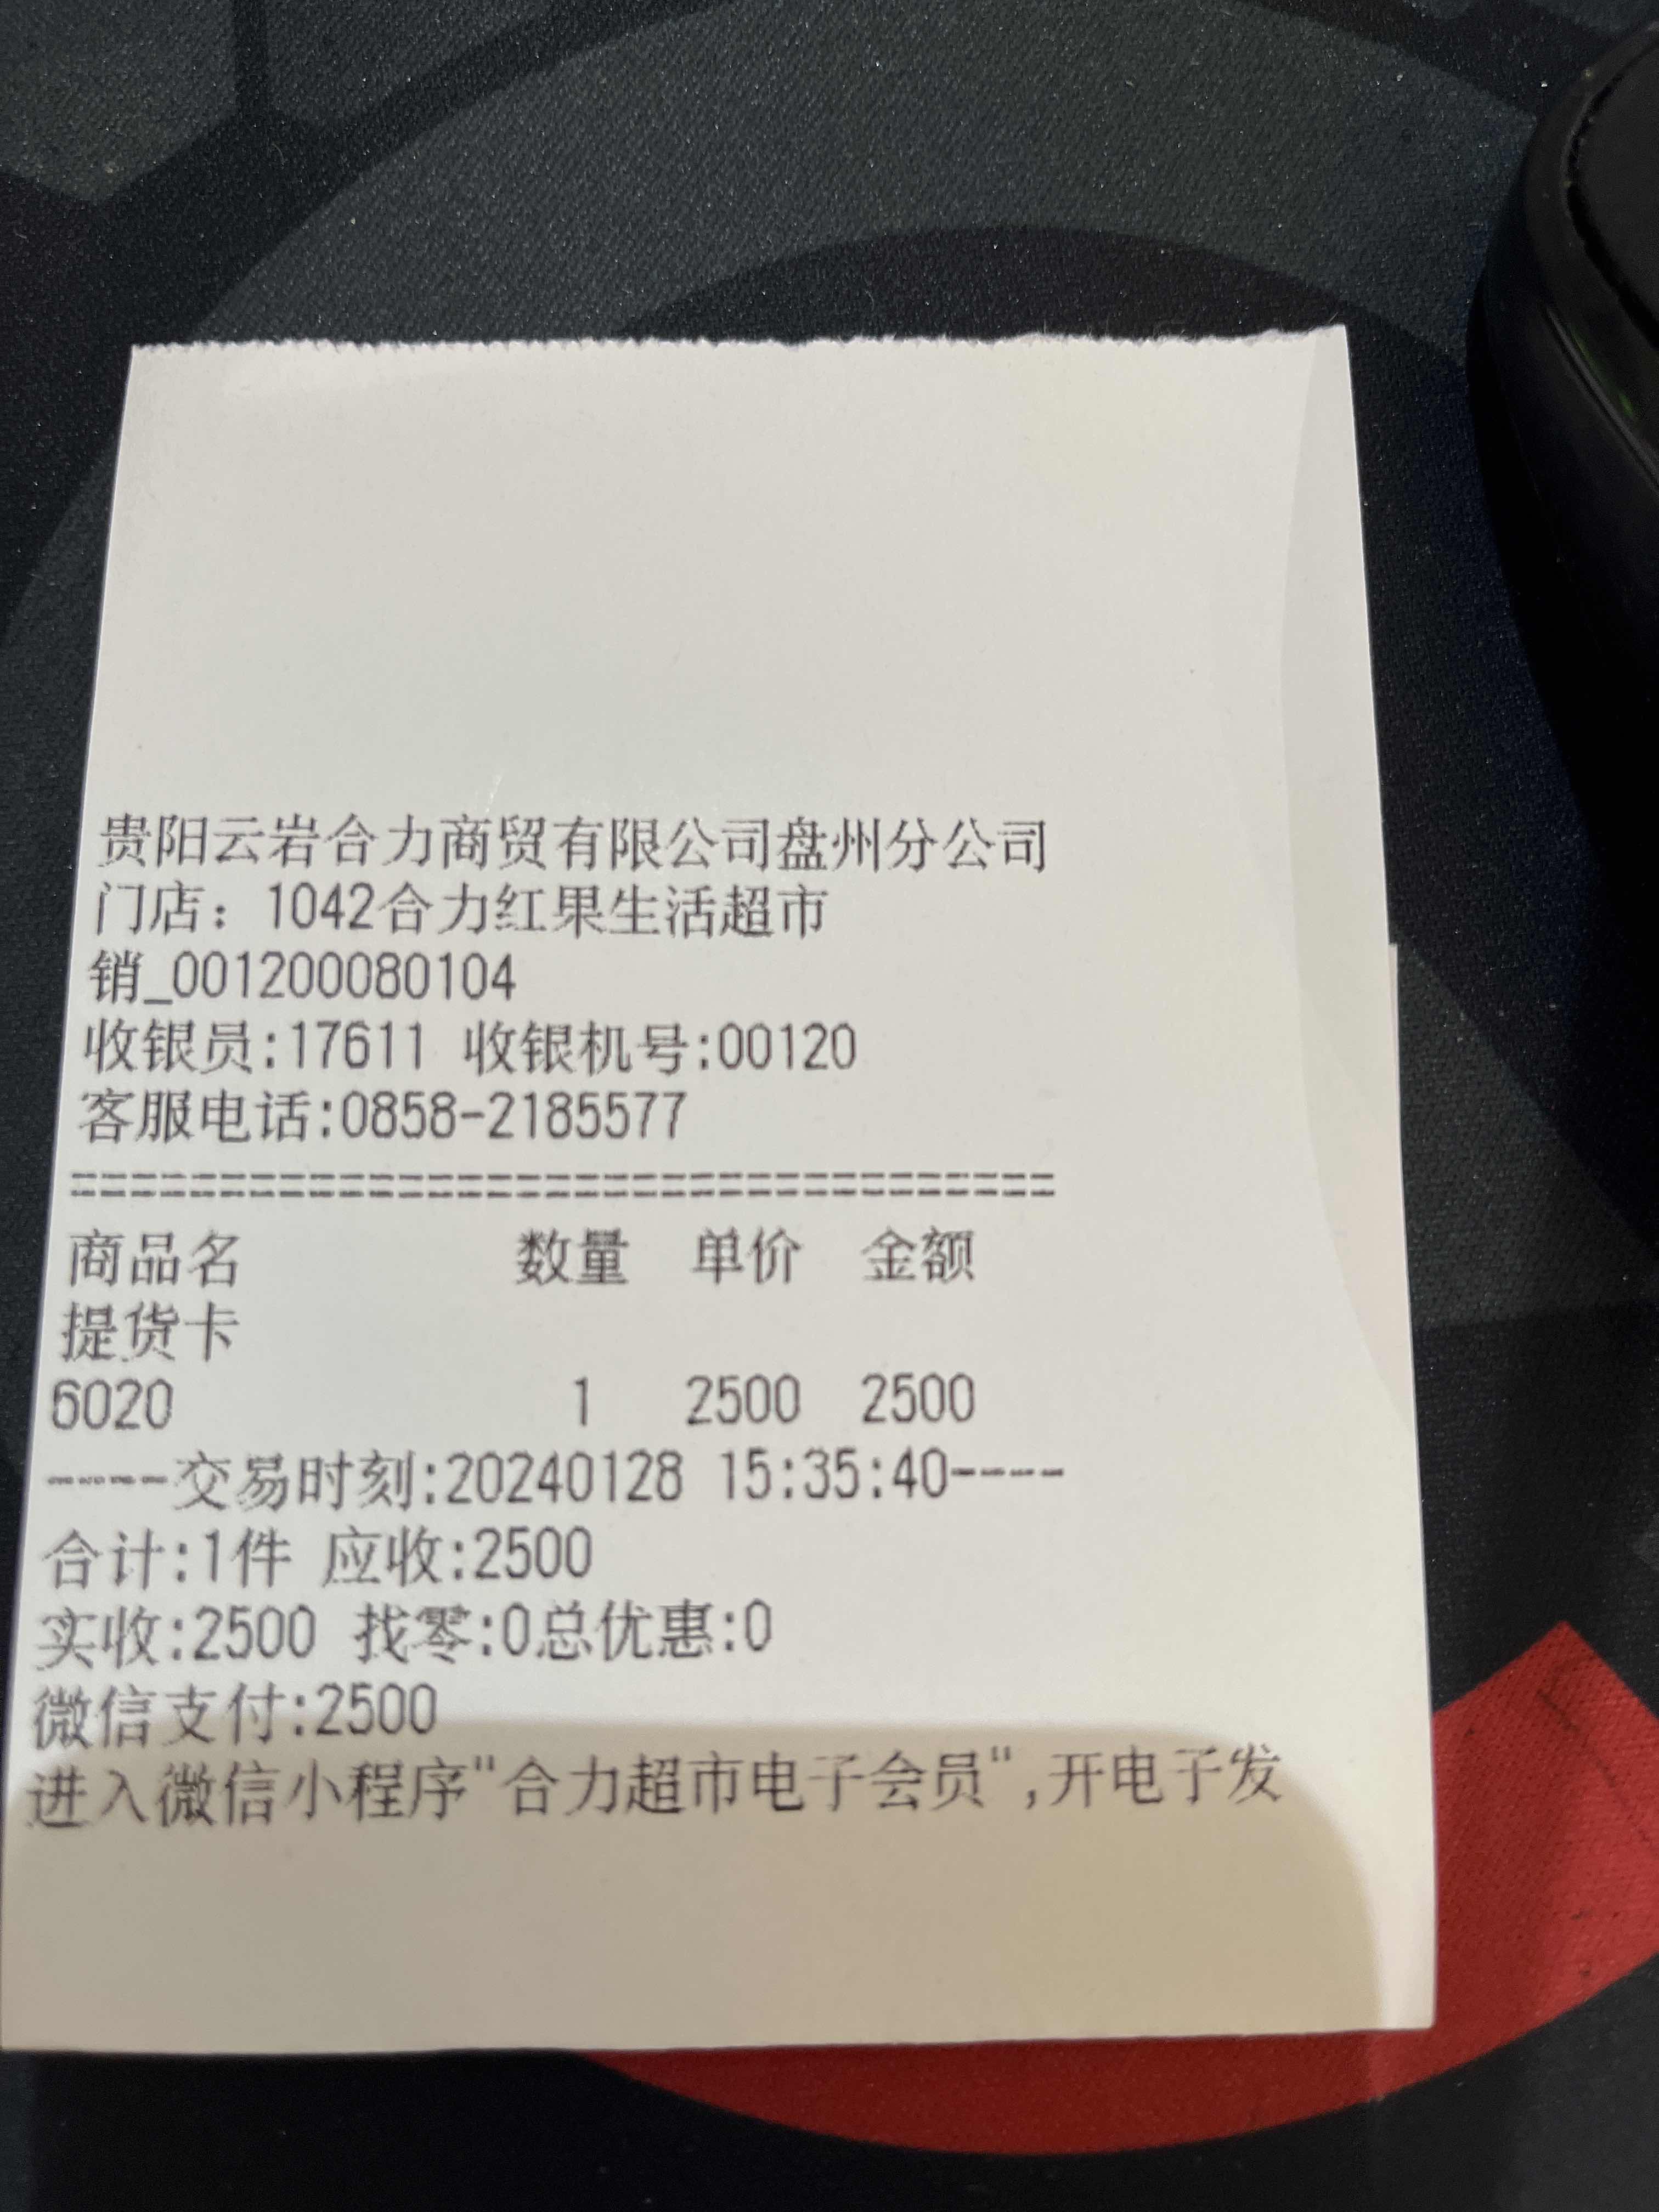 贵阳云岩合力商贸有限公司盘州分公司
门店：1042合力红果生活超市
销_001200080104
收银员:17611 收银机号:00120
客服电话:0858-2185577
=================================
商品名 数量 单价 金额
提货卡
6020 1 2500 2500
----交易时刻:20240128 15:35:40----
合计:1件 应收:2500
实收:2500 找零:0总优惠:0
微信支付:2500
进入微信小程序"合力超市电子会员",开电子发